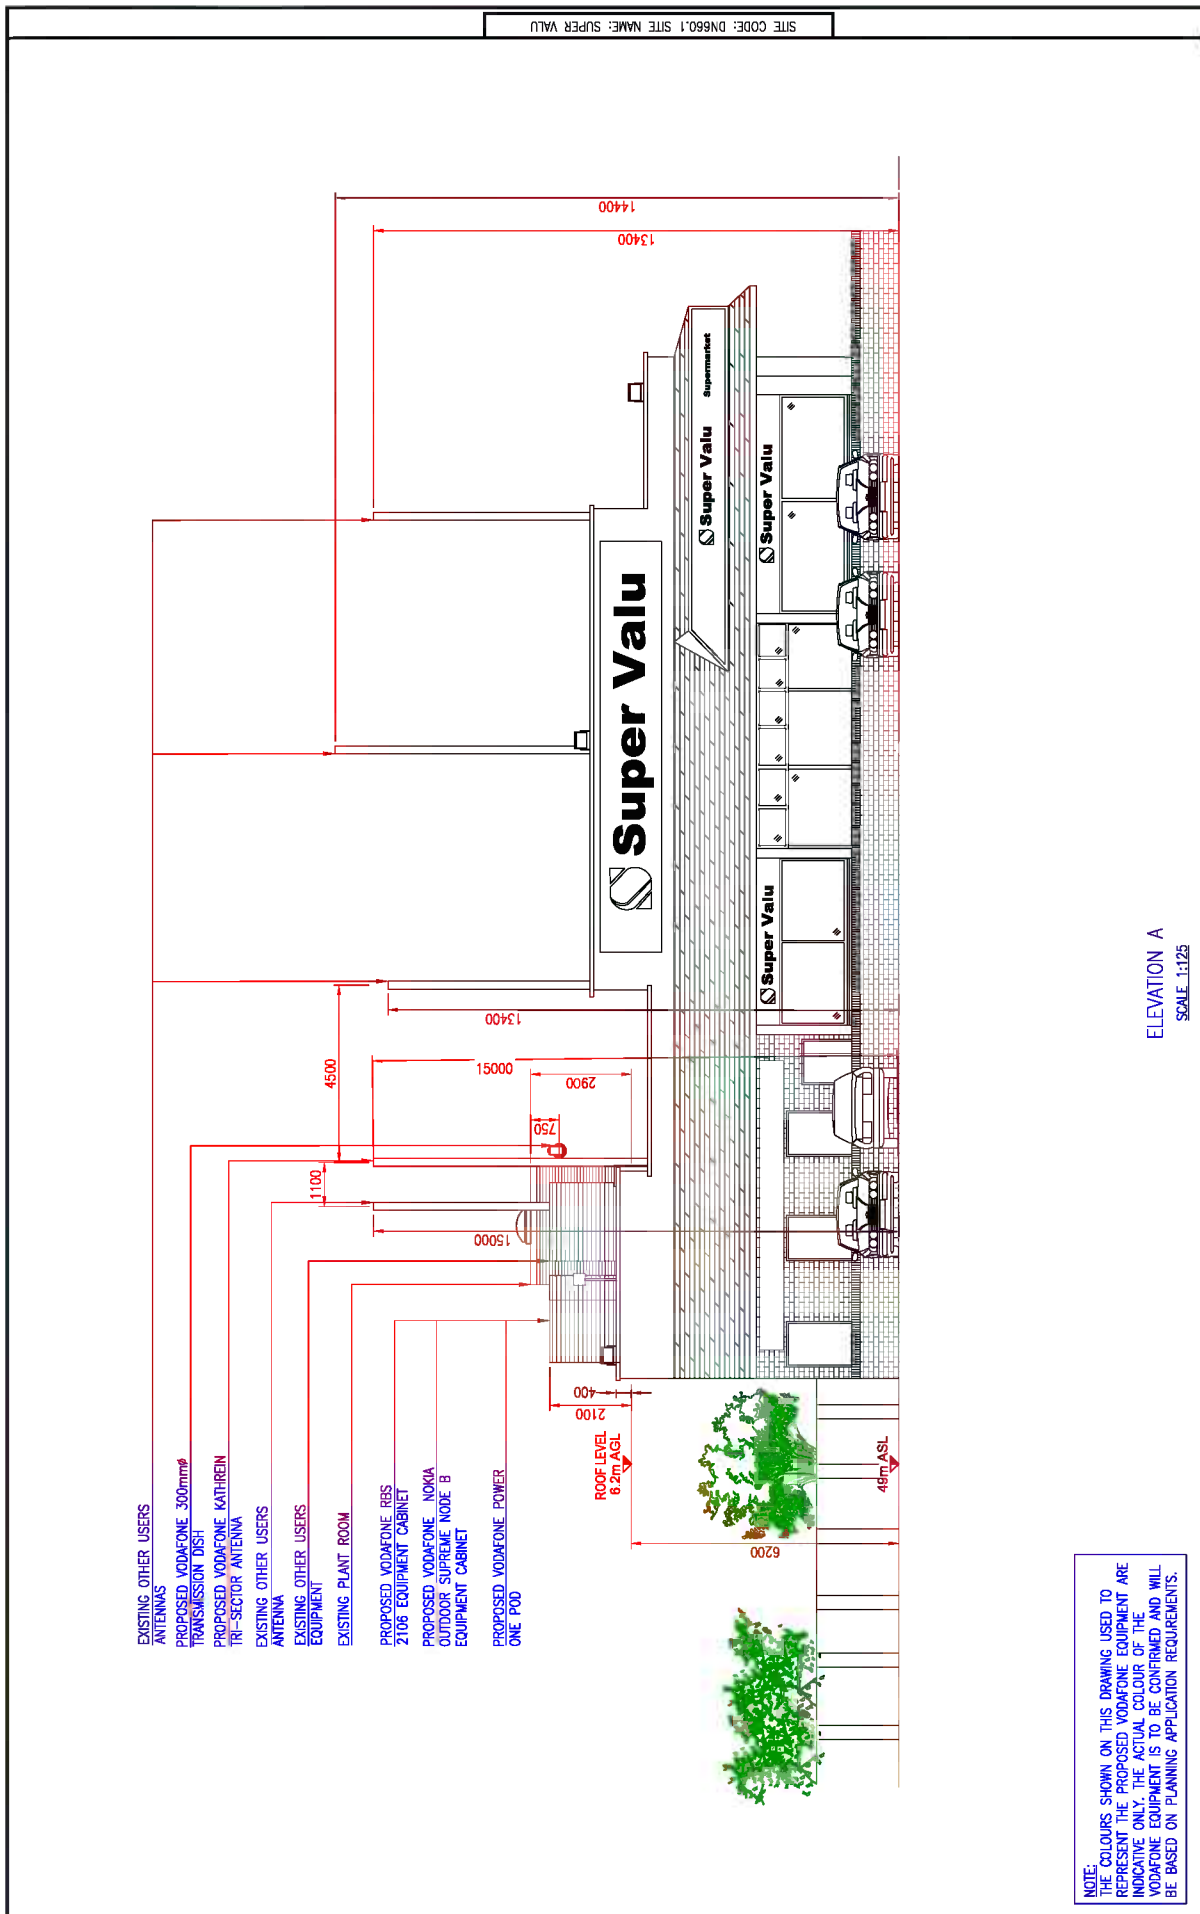 SITE CODE: DN660.1 SITE NAME: SUPER VALU
EXISTING OTHER USERS
ANTENNAS
PROPOSED VODAFONE 300mmø
TRANSMISSION DISH
PROPOSED VODAFONE KATHREIN
TRI-SECTOR ANTENNA
EXISTING OTHER USERS
ANTENNA
EXISTING OTHER USERS
EQUIPMENT
EXISTING PLANT ROOM
PROPOSED VODAFONE RBS
2106 EQUIPMENT CABINET
PROPOSED VODAFONE NOKIA
OUTDOOR SUPREME NODE B
EQUIPMENT CABINET
PROPOSED VODAFONE POWER
ONE POD
1100
4500
15000
750
2900
15000
13400
14400
13400
400
2100
ROOF LEVEL
6.2m AGL
6200
49m ASL
Super Valu
Super Valu Supermarket
Super Valu
Super Valu
ELEVATION A
SCALE 1:125
NOTE:
THE COLOURS SHOWN ON THIS DRAWING USED TO
REPRESENT THE PROPOSED VODAFONE EQUIPMENT ARE
INDICATIVE ONLY. THE ACTUAL COLOUR OF THE
VODAFONE EQUIPMENT IS TO BE CONFIRMED AND WILL
BE BASED ON PLANNING APPLICATION REQUIREMENTS.